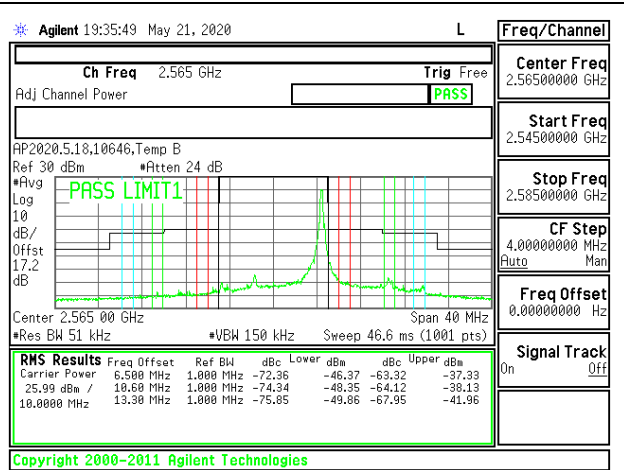 Agilent 19:35:49 May 21, 2020 L Freq/Channel
Ch Freq 2.565 GHz Trig Free
Adj Channel Power PASS
Center Freq
2.56500000 GHz
Start Freq
2.54500000 GHz
AP2020.5.18,10646,Temp B
Ref 30 dBm #Atten 24 dB
#Avg
Log
10
dB/
Offst
17.2
dB
PASS LIMIT1
Stop Freq
2.58500000 GHz
CF Step
4.00000000 MHz
Auto Man
Freq Offset
0.00000000 Hz
Center 2.565 00 GHz Span 40 MHz
#Res BW 51 kHz #VBW 150 kHz Sweep 46.6 ms (1001 pts)
Signal Track
On Off
RMS Results Freq Offset Ref BW dBc Lower dBm dBc Upper dBm
Carrier Power 6.500 MHz 1.000 MHz -72.36 -46.37 -63.32 -37.33
25.99 dBm / 10.60 MHz 1.000 MHz -74.34 -48.35 -64.12 -38.13
10.0000 MHz 13.30 MHz 1.000 MHz -75.85 -49.86 -67.95 -41.96
Copyright 2000-2011 Agilent Technologies